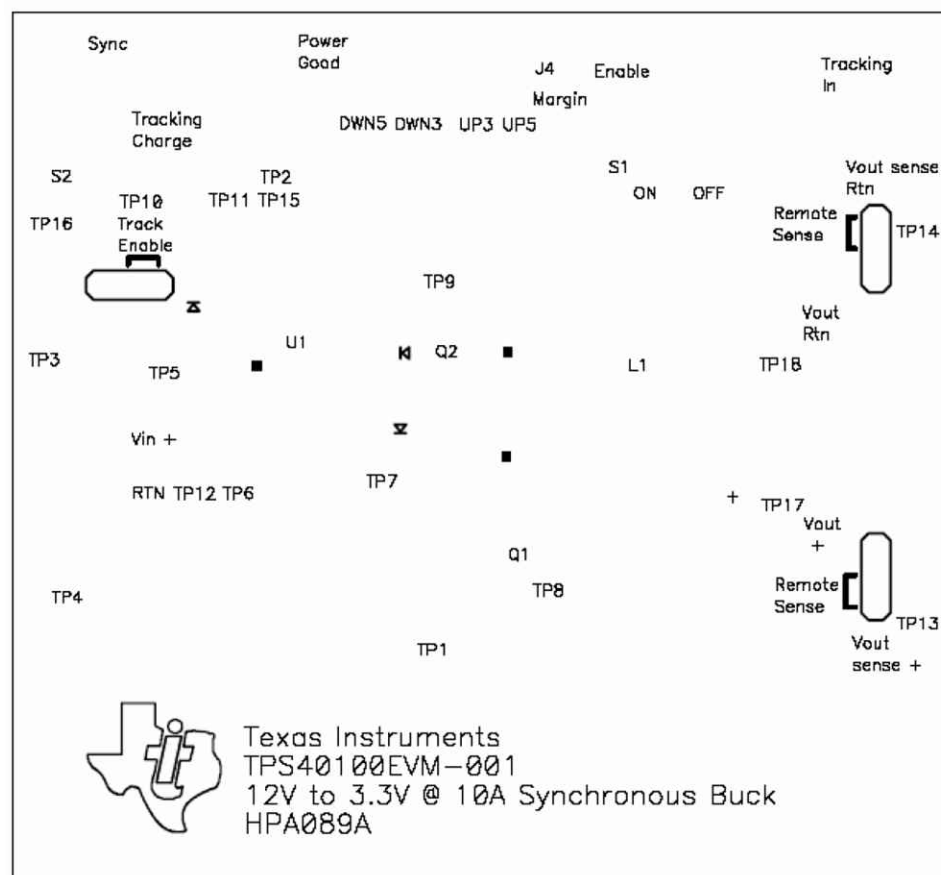 Sync
Power
Good
J4
Enable
Tracking
In
Margin
Tracking
Charge
DWN5 DWN3 UP3 UP5
S2
TP2
S1
Vout sense
Rtn
TP10
TP11 TP15
ON OFF
TP16
Track
Enable
Remote
Sense
TP14
TP9
Vout
Rtn
U1
Q2
TP3
TP5
L1
TP18
Vin +
TP7
RTN TP12 TP6
+
TP17
Vout
+
Q1
TP4
TP8
Remote
Sense
TP13
TP1
Vout
sense +
Texas Instruments
TPS40100EVM-001
12V to 3.3V @ 10A Synchronous Buck
HPA089A